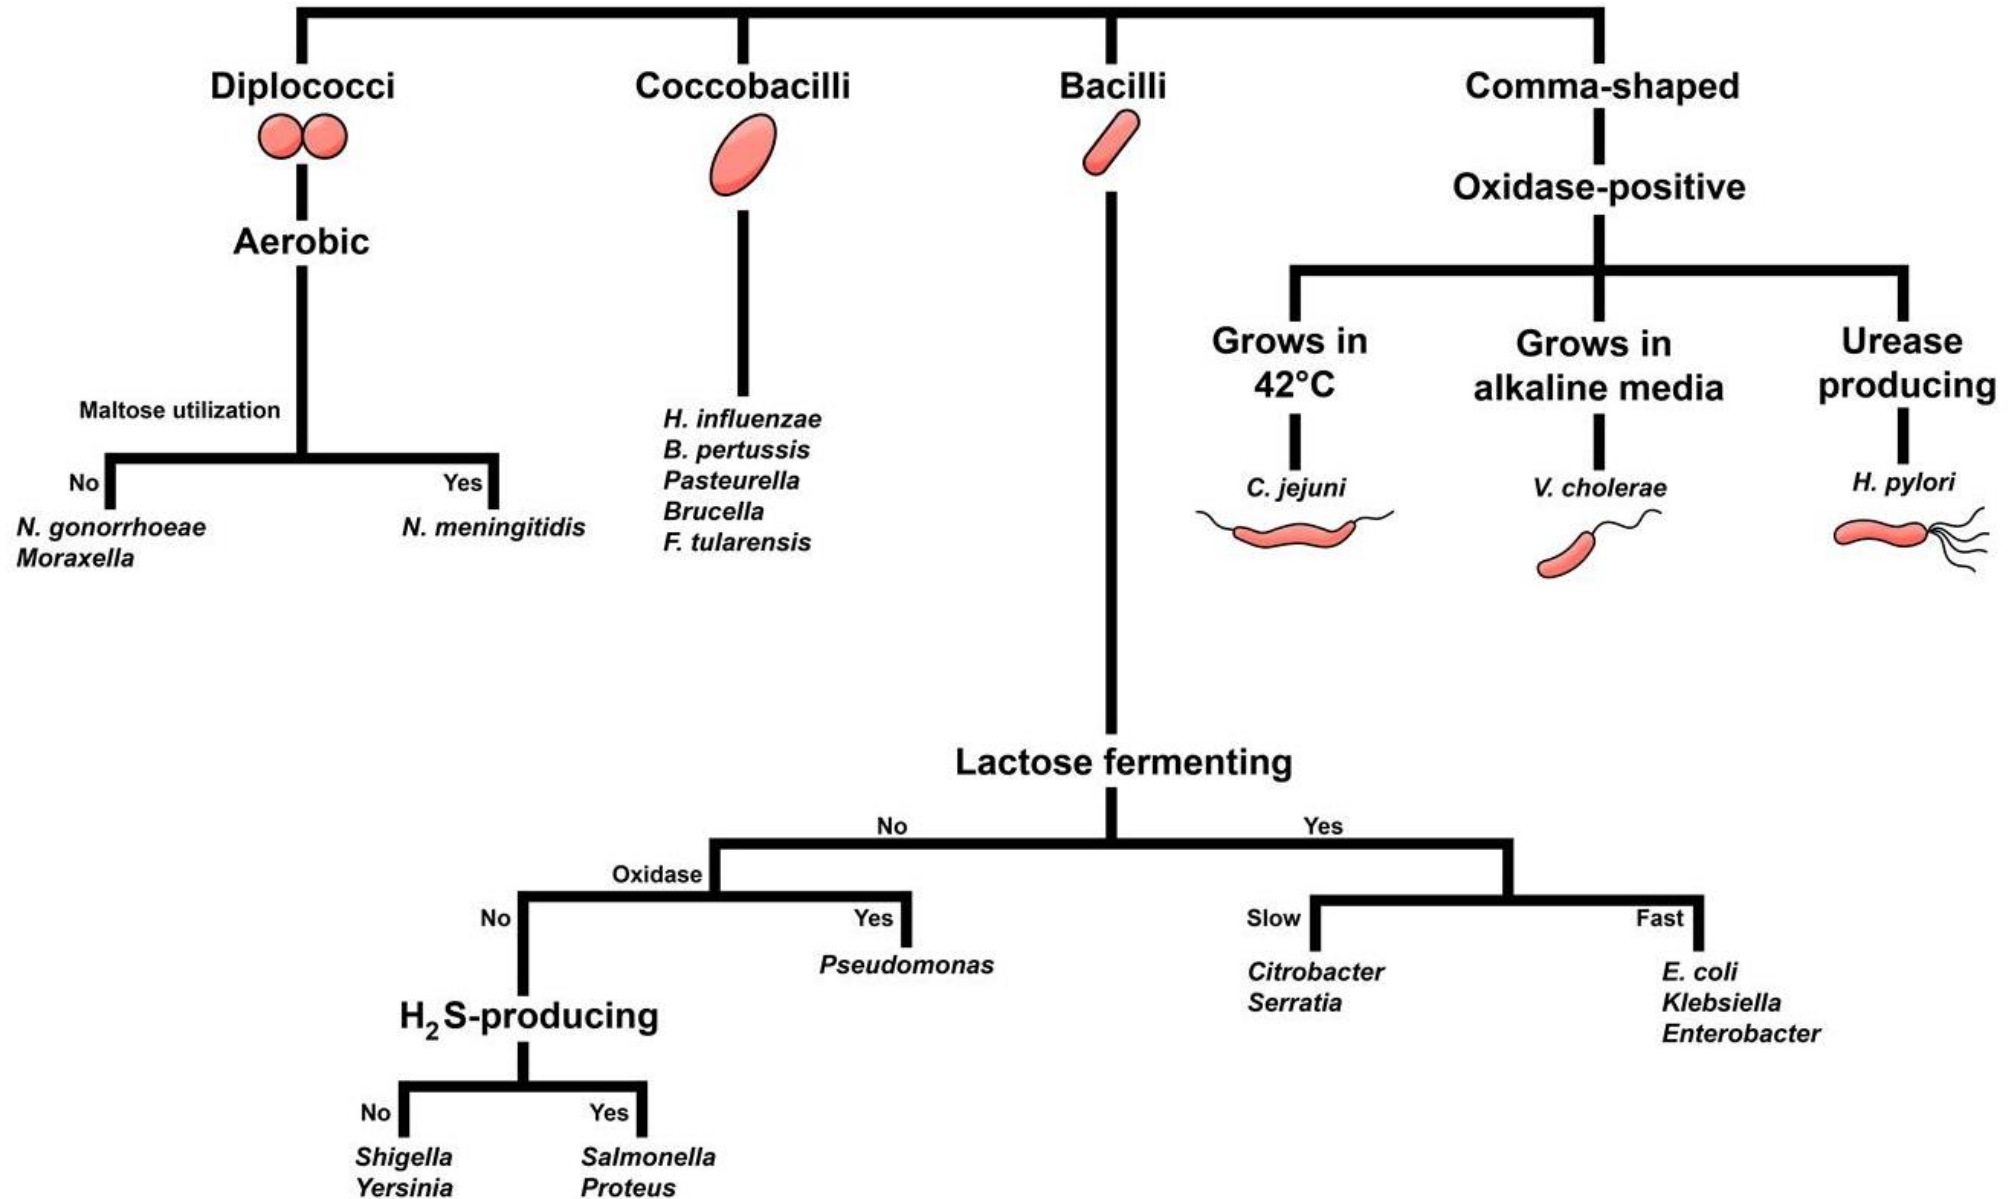 Diplococci
Coccobacilli
Bacilli
Comma-shaped
Oxidase-positive
Aerobic
Grows in
42°C
Grows in
alkaline media
Urease
producing
Maltose utilization
No
Yes
N. gonorrhoeae
Moraxella
N. meningitidis
H. influenzae
B. pertussis
Pasteurella
Brucella
F. tularensis
C. jejuni
V. cholerae
H. pylori
Lactose fermenting
No
Yes
Oxidase
No
Yes
Pseudomonas
Slow
Fast
Citrobacter
Serratia
E. coli
Klebsiella
Enterobacter
H₂S-producing
No
Yes
Shigella
Yersinia
Salmonella
Proteus